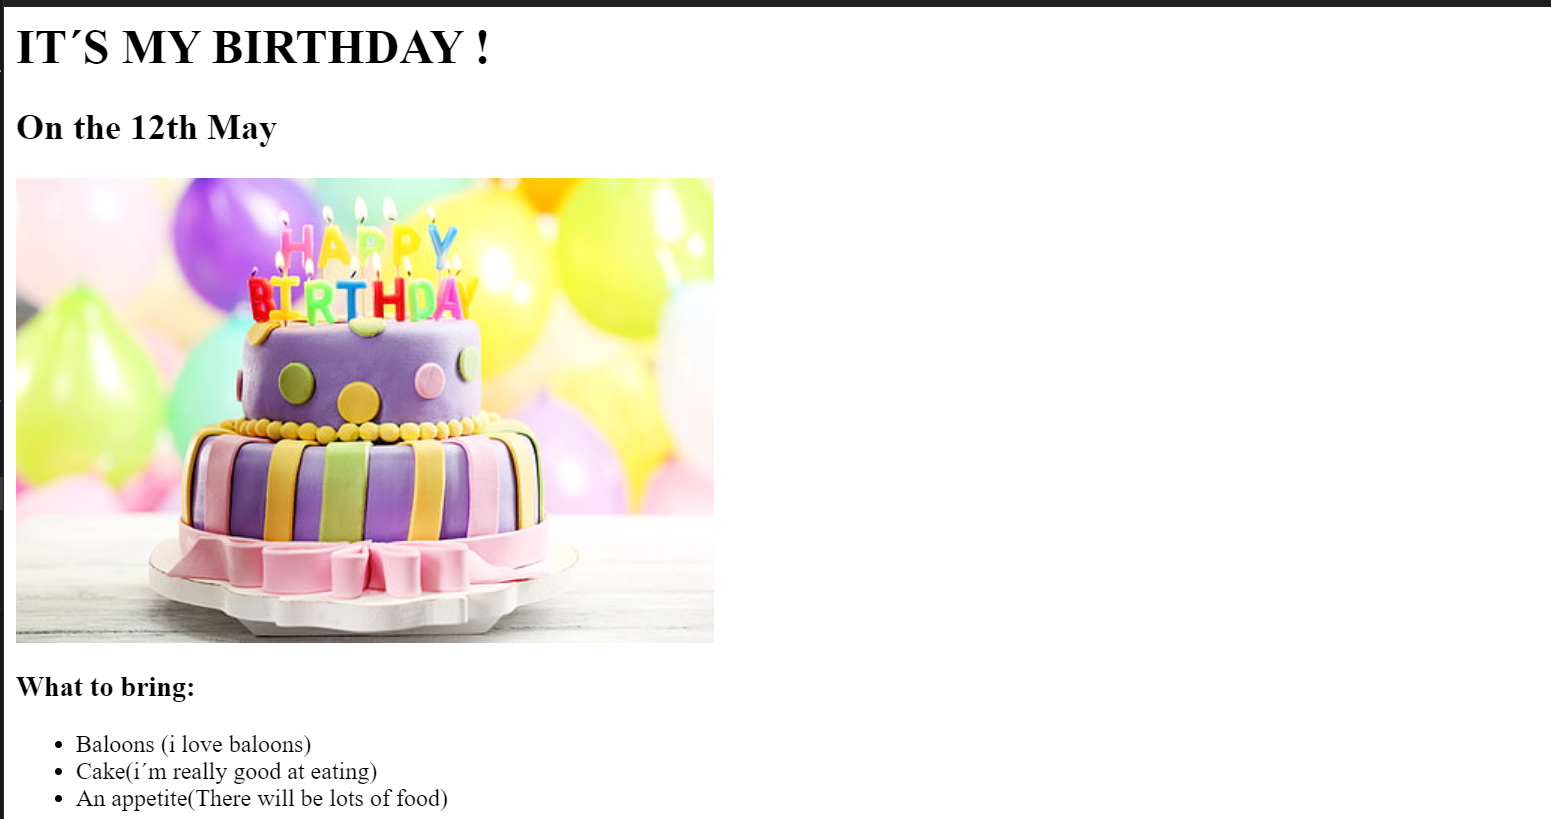 IT´S MY BIRTHDAY !
On the 12th May
HAPPY
BIRTHDAY
What to bring:
Baloons (i love baloons)
Cake(i´m really good at eating)
An appetite(There will be lots of food)